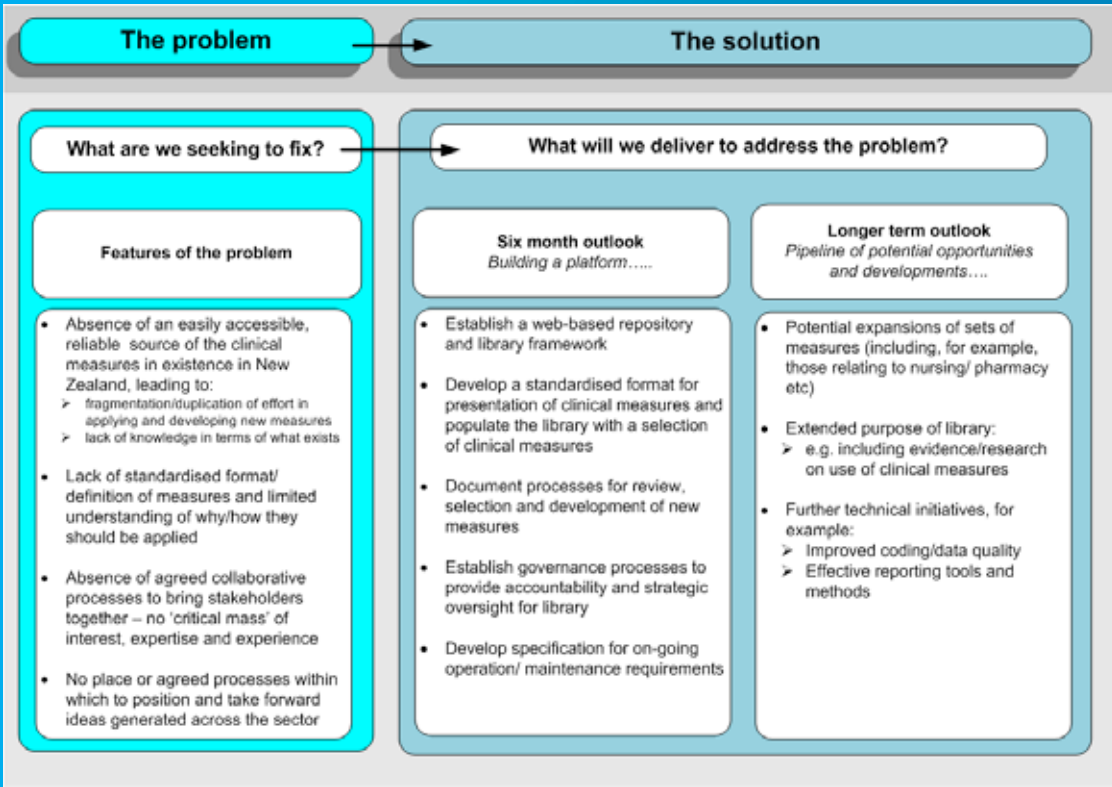 The problem
The solution
What are we seeking to fix?
What will we deliver to address the problem?
Features of the problem
Six month outlook
Building a platform.....
Longer term outlook
Pipeline of potential opportunities
and developments....
• Absence of an easily accessible,
reliable source of the clinical
measures in existence in New
Zealand, leading to:
➢ fragmentation/duplication of effort in
applying and developing new measures
➢ lack of knowledge in terms of what exists
• Lack of standardised format/
definition of measures and limited
understanding of why/how they
should be applied
• Absence of agreed collaborative
processes to bring stakeholders
together – no ‘critical mass’ of
interest, expertise and experience
• No place or agreed processes within
which to position and take forward
ideas generated across the sector
• Establish a web-based repository
and library framework
• Develop a standardised format for
presentation of clinical measures and
populate the library with a selection
of clinical measures
• Document processes for review,
selection and development of new
measures
• Establish governance processes to
provide accountability and strategic
oversight for library
• Develop specification for on-going
operation/ maintenance requirements
• Potential expansions of sets of
measures (including, for example,
those relating to nursing/ pharmacy
etc)
• Extended purpose of library:
➢ e.g. including evidence/research
on use of clinical measures
• Further technical initiatives, for
example:
➢ Improved coding/data quality
➢ Effective reporting tools and
methods